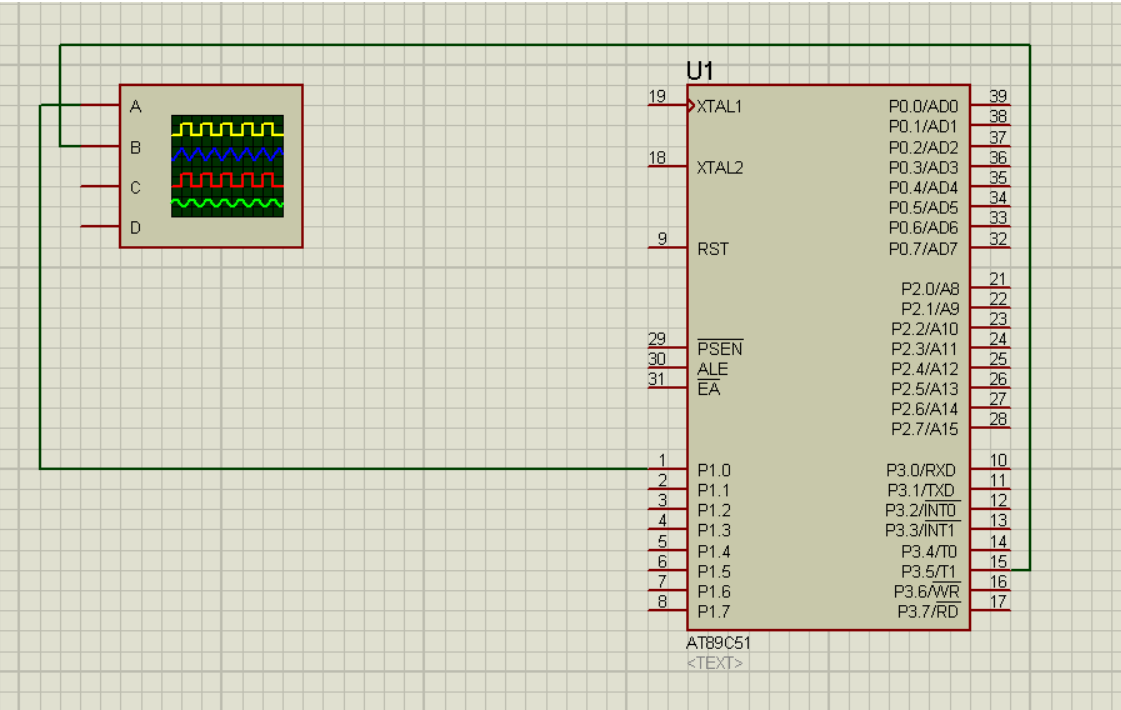 U1
A
B
C
D
19 XTAL1
18 XTAL2
9 RST
29 PSEN
30 ALE
31 EA
1 P1.0
2 P1.1
3 P1.2
4 P1.3
5 P1.4
6 P1.5
7 P1.6
8 P1.7
P0.0/AD0 39
P0.1/AD1 38
P0.2/AD2 37
P0.3/AD3 36
P0.4/AD4 35
P0.5/AD5 34
P0.6/AD6 33
P0.7/AD7 32
P2.0/A8 21
P2.1/A9 22
P2.2/A10 23
P2.3/A11 24
P2.4/A12 25
P2.5/A13 26
P2.6/A14 27
P2.7/A15 28
P3.0/RXD 10
P3.1/TXD 11
P3.2/INT0 12
P3.3/INT1 13
P3.4/T0 14
P3.5/T1 15
P3.6/WR 16
P3.7/RD 17
AT89C51
<TEXT>